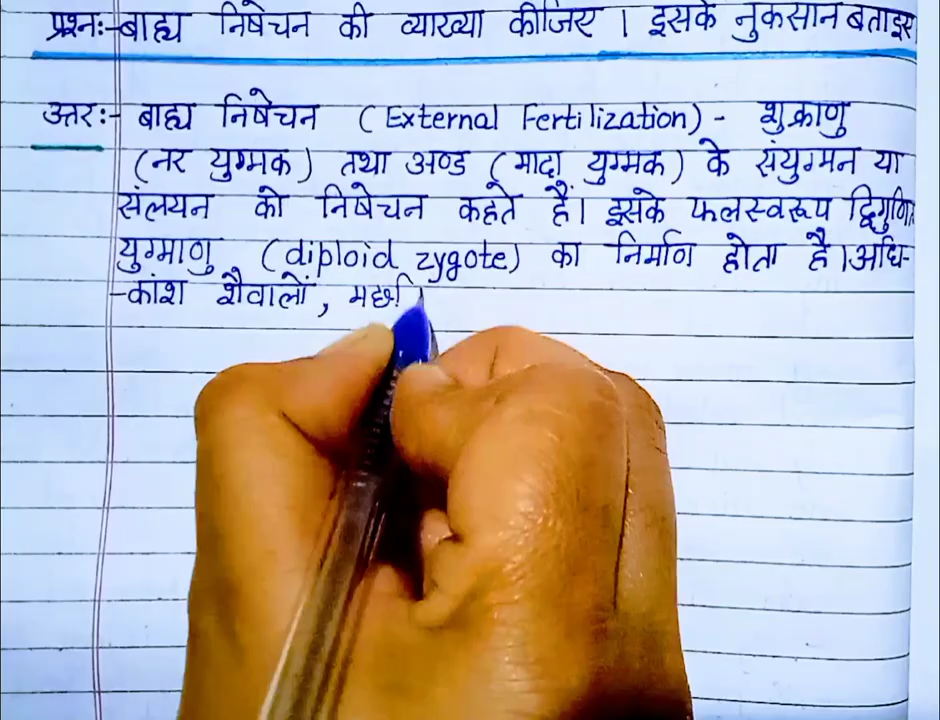 प्रश्नः- बाह्य निषेचन की व्याख्या कीजिए । इसके नुकसान बताइए
उत्तरः- बाह्य निषेचन (External Fertilization) - शुक्राणु
(नर युग्मक) तथा अण्ड (मादा युग्मक) के संयुग्मन या
संलयन को निषेचन कहते हैं। इसके फलस्वरूप द्विगुणित
युग्माणु (diploid zygote) का निर्माण होता है। अधि-
-कांश शैवालों,